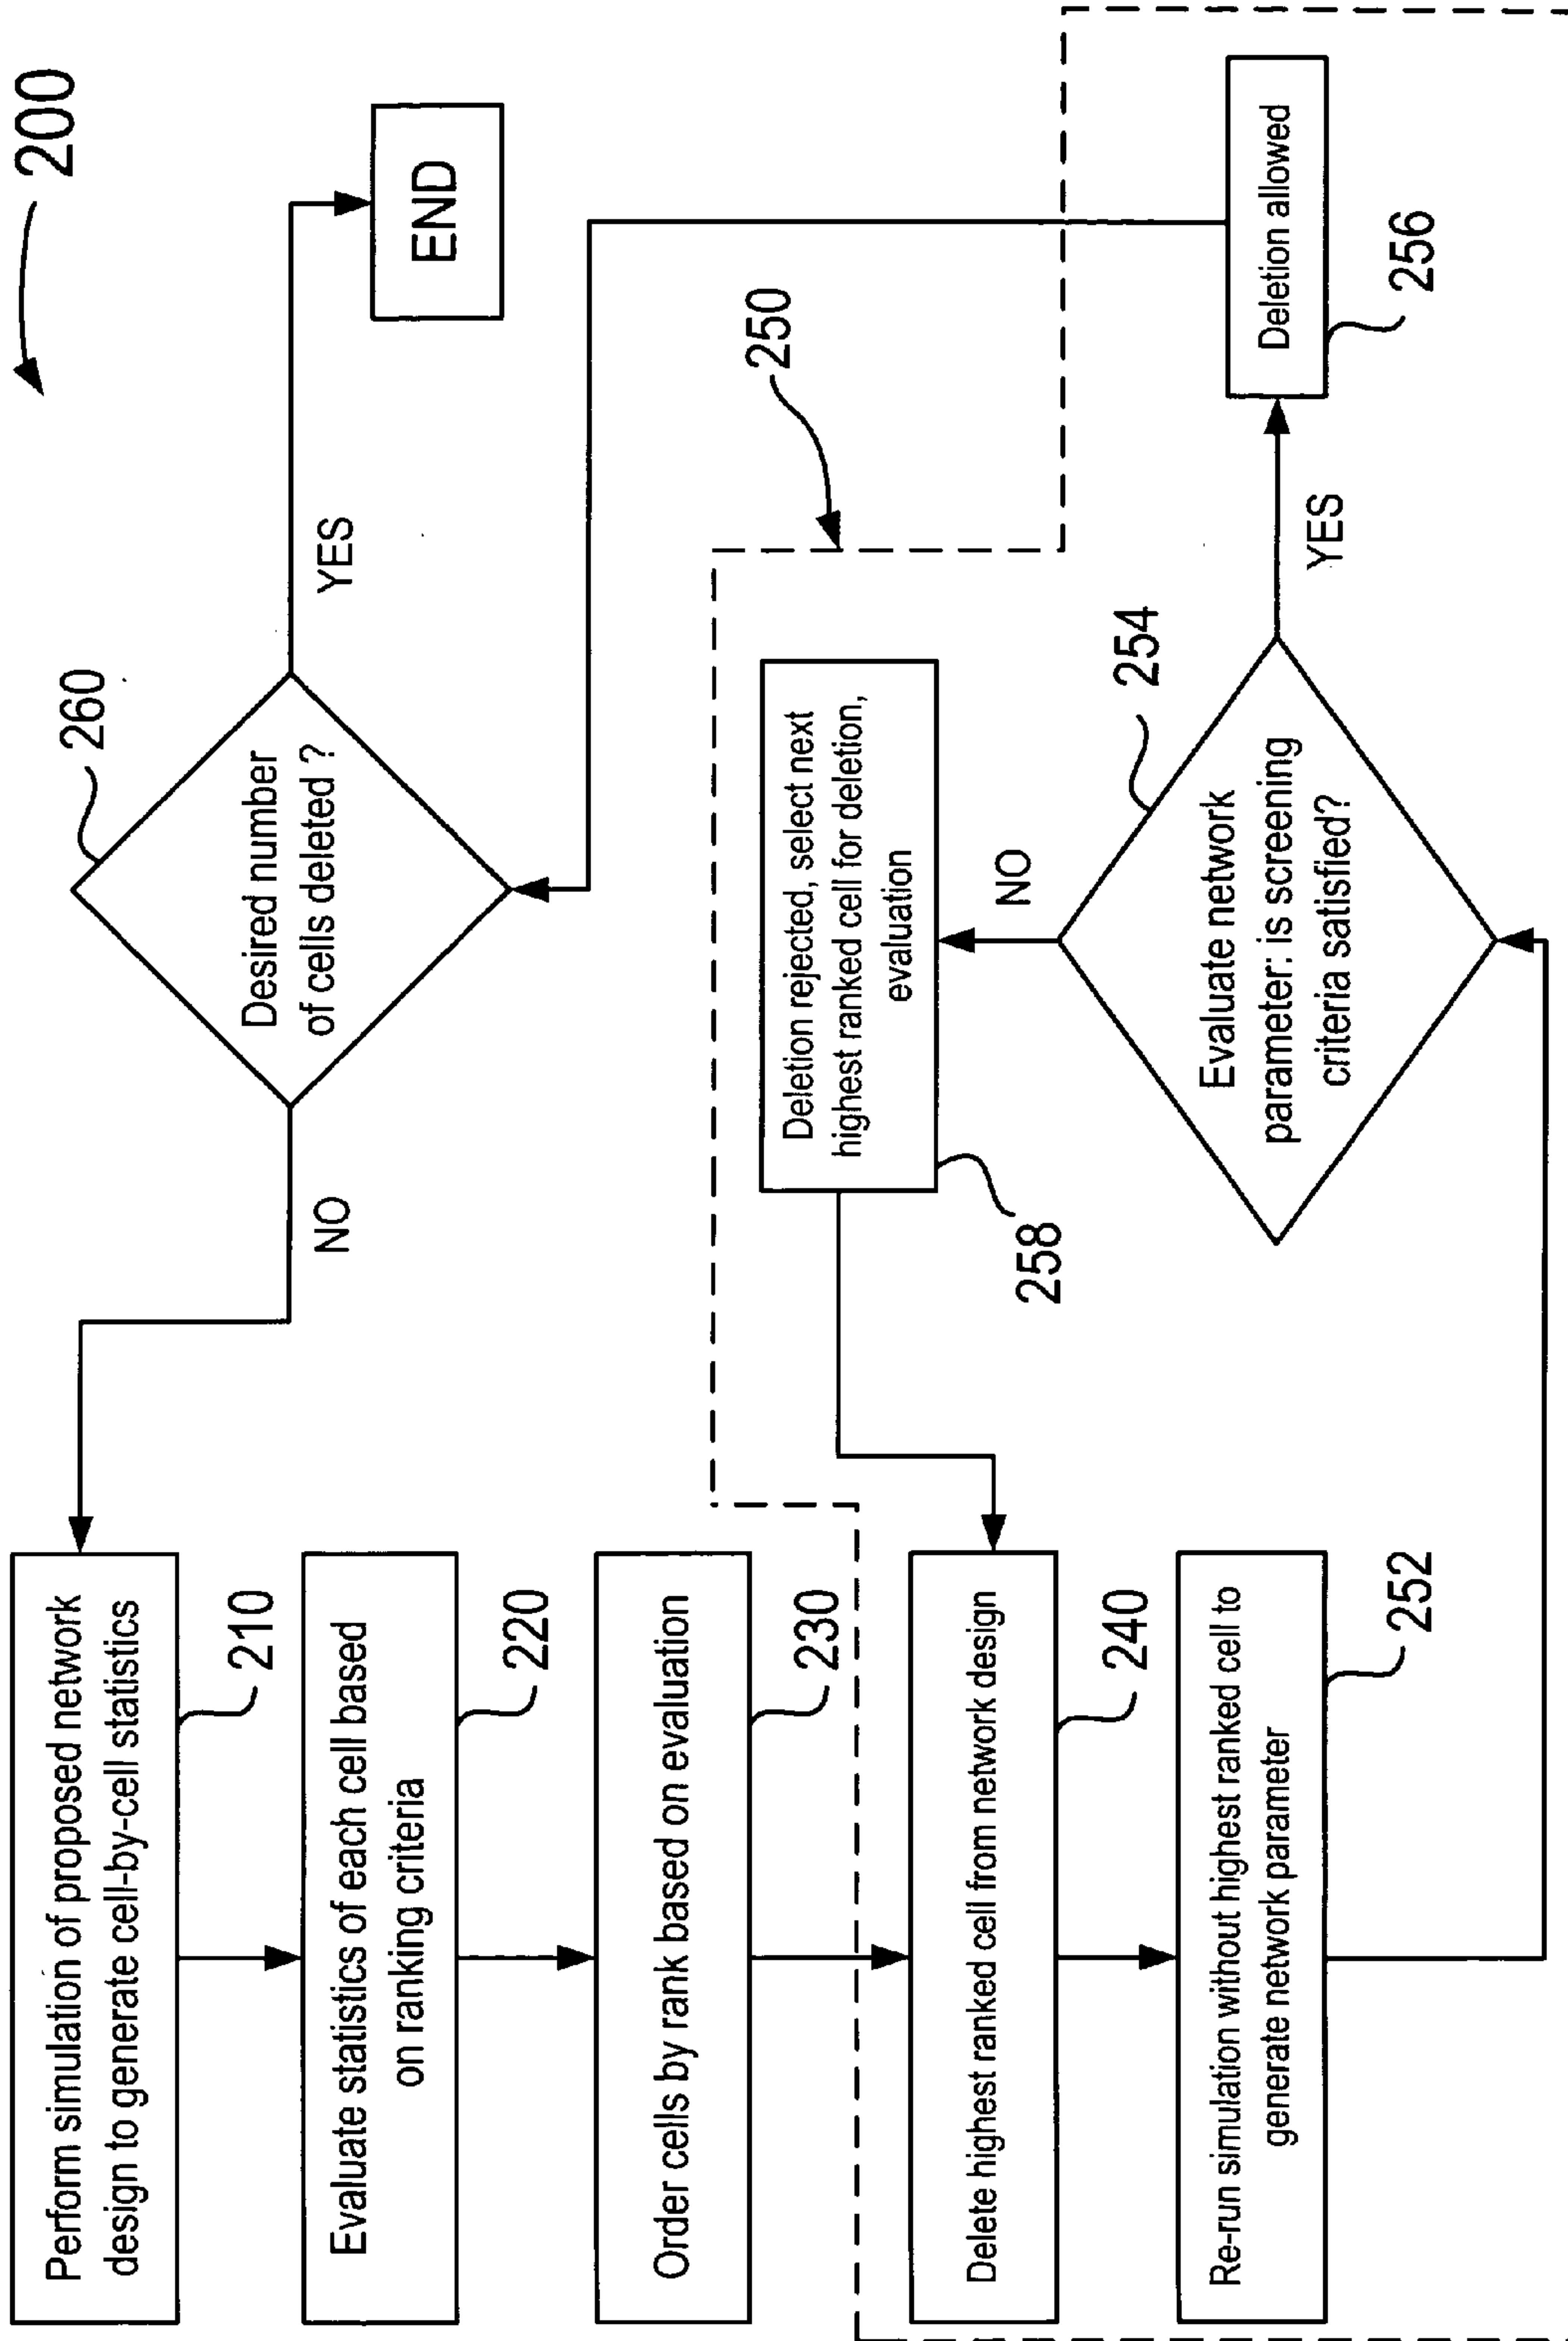 200
Perform simulation of proposed network
design to generate cell-by-cell statistics
210
Evaluate statistics of each cell based
on ranking criteria
220
Order cells by rank based on evaluation
230
Delete highest ranked cell from network design
240
Re-run simulation without highest ranked cell to
generate network parameter
252
260
Desired number
of cells deleted ?
NO
YES
END
250
Deletion rejected, select next
highest ranked cell for deletion,
evaluation
258
NO
254
Evaluate network
parameter: is screening
criteria satisfied?
YES
Deletion allowed
256